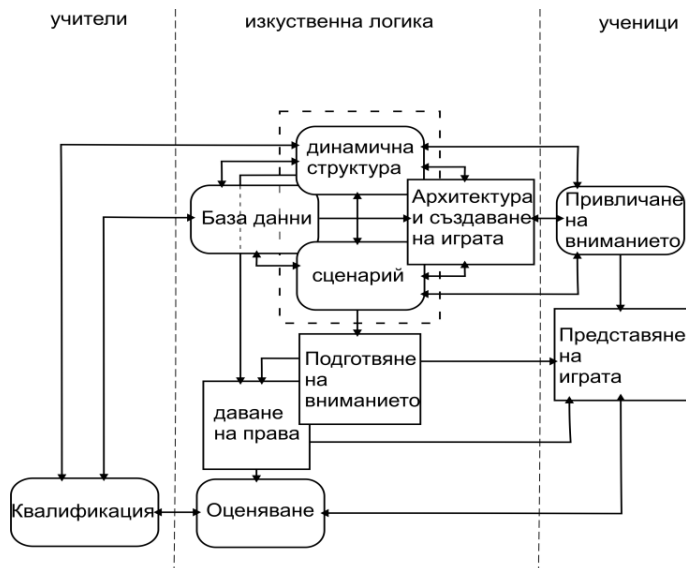 учители
изкуствена логика
ученици
динамична
структура
База данни
Архитектура
и създаване
на играта
Привличане
на
вниманието
сценарий
Подготвяне
на
вниманието
Представяне
на
играта
даване
на права
Квалификация
Оценяване